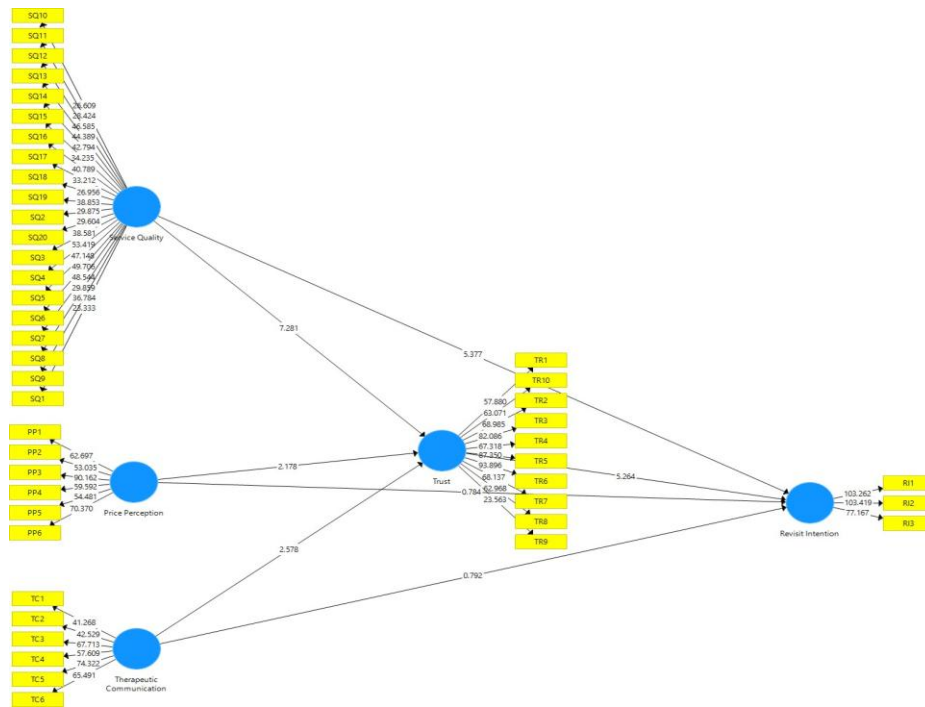 SQ10
SQ11
SQ12
SQ13
SQ14
SQ15
SQ16
SQ17
SQ18
SQ19
SQ2
SQ20
SQ3
SQ4
SQ5
SQ6
SQ7
SQ8
SQ9
SQ1
26.609
28.424
46.585
44.389
42.794
34.235
40.789
33.212
26.956
38.853
29.875
29.604
38.581
53.419
47.148
49.706
48.544
29.859
36.784
23.333
Service Quality
7.281
5.377
PP1
PP2
PP3
PP4
PP5
PP6
62.697
53.035
90.162
59.592
54.481
70.370
Price Perception
2.178
0.784
TC1
TC2
TC3
TC4
TC5
TC6
41.268
42.529
67.713
57.609
74.322
65.491
Therapeutic
Communication
2.578
0.792
Trust
57.880
63.071
68.985
82.086
67.318
87.350
93.896
68.137
62.968
23.563
TR1
TR10
TR2
TR3
TR4
TR5
TR6
TR7
TR8
TR9
5.264
Revisit Intention
103.262
103.419
77.167
RI1
RI2
RI3